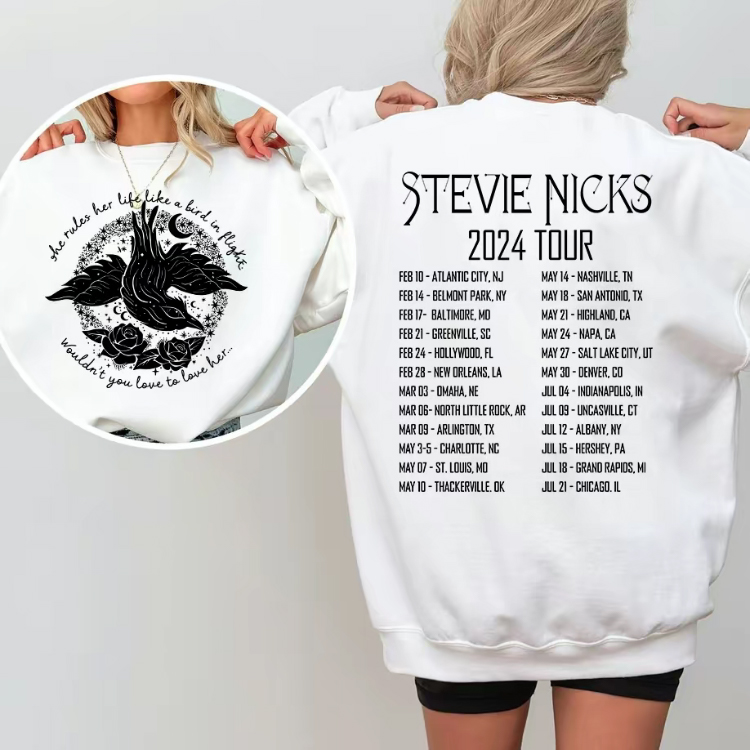 She rules her life like a bird in flight,
Wouldn't you love to love her...
STEVIE NICKS
2024 TOUR
FEB 10 - ATLANTIC CITY, NJ
FEB 14 - BELMONT PARK, NY
FEB 17- BALTIMORE, MD
FEB 21 - GREENVILLE, SC
FEB 24 - HOLLYWOOD, FL
FEB 28 - NEW ORLEANS, LA
MAR 03 - OMAHA, NE
MAR 06- NORTH LITTLE ROCK, AR
MAR 09 - ARLINGTON, TX
MAY 3-5 - CHARLOTTE, NC
MAY 07 - ST. LOUIS, MO
MAY 10 - THACKERVILLE. OK
MAY 14 - NASHVILLE, TN
MAY 18 - SAN ANTONIO, TX
MAY 21 - HIGHLAND, CA
MAY 24 - NAPA, CA
MAY 27 - SALT LAKE CITY, UT
MAY 30 - DENVER, CO
JUL 04 - INDIANAPOLIS, IN
JUL 09 - UNCASVILLE, CT
JUL 12 - ALBANY, NY
JUL 15 - HERSHEY, PA
JUL 18 - GRAND RAPIDS, MI
JUL 21 - CHICAGO. IL